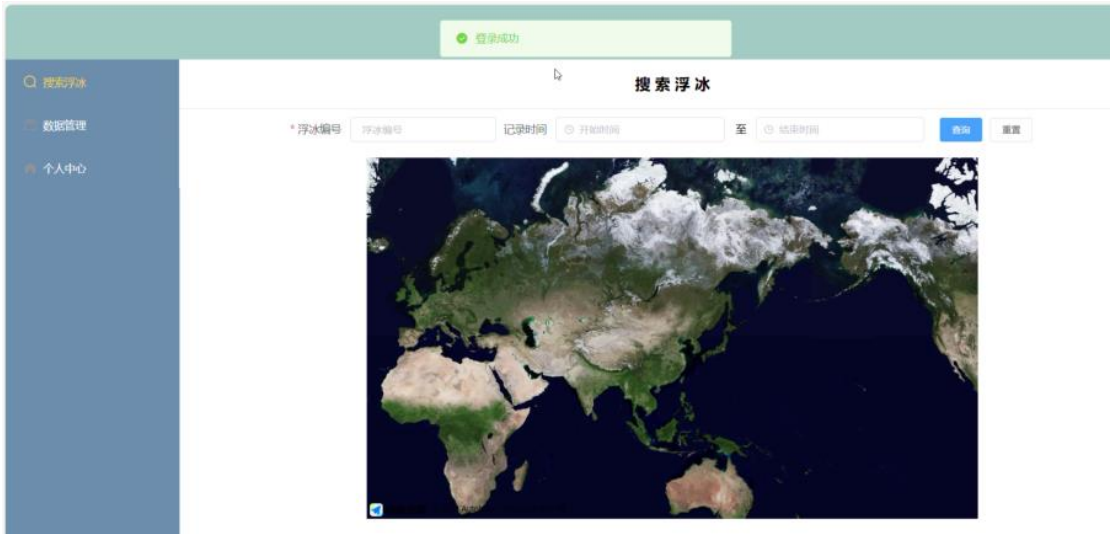 登录成功
搜索浮冰
搜索浮冰
数据管理
* 浮冰编号 浮冰编号 记录时间 开始时间 至 结束时间 查询 重置
个人中心